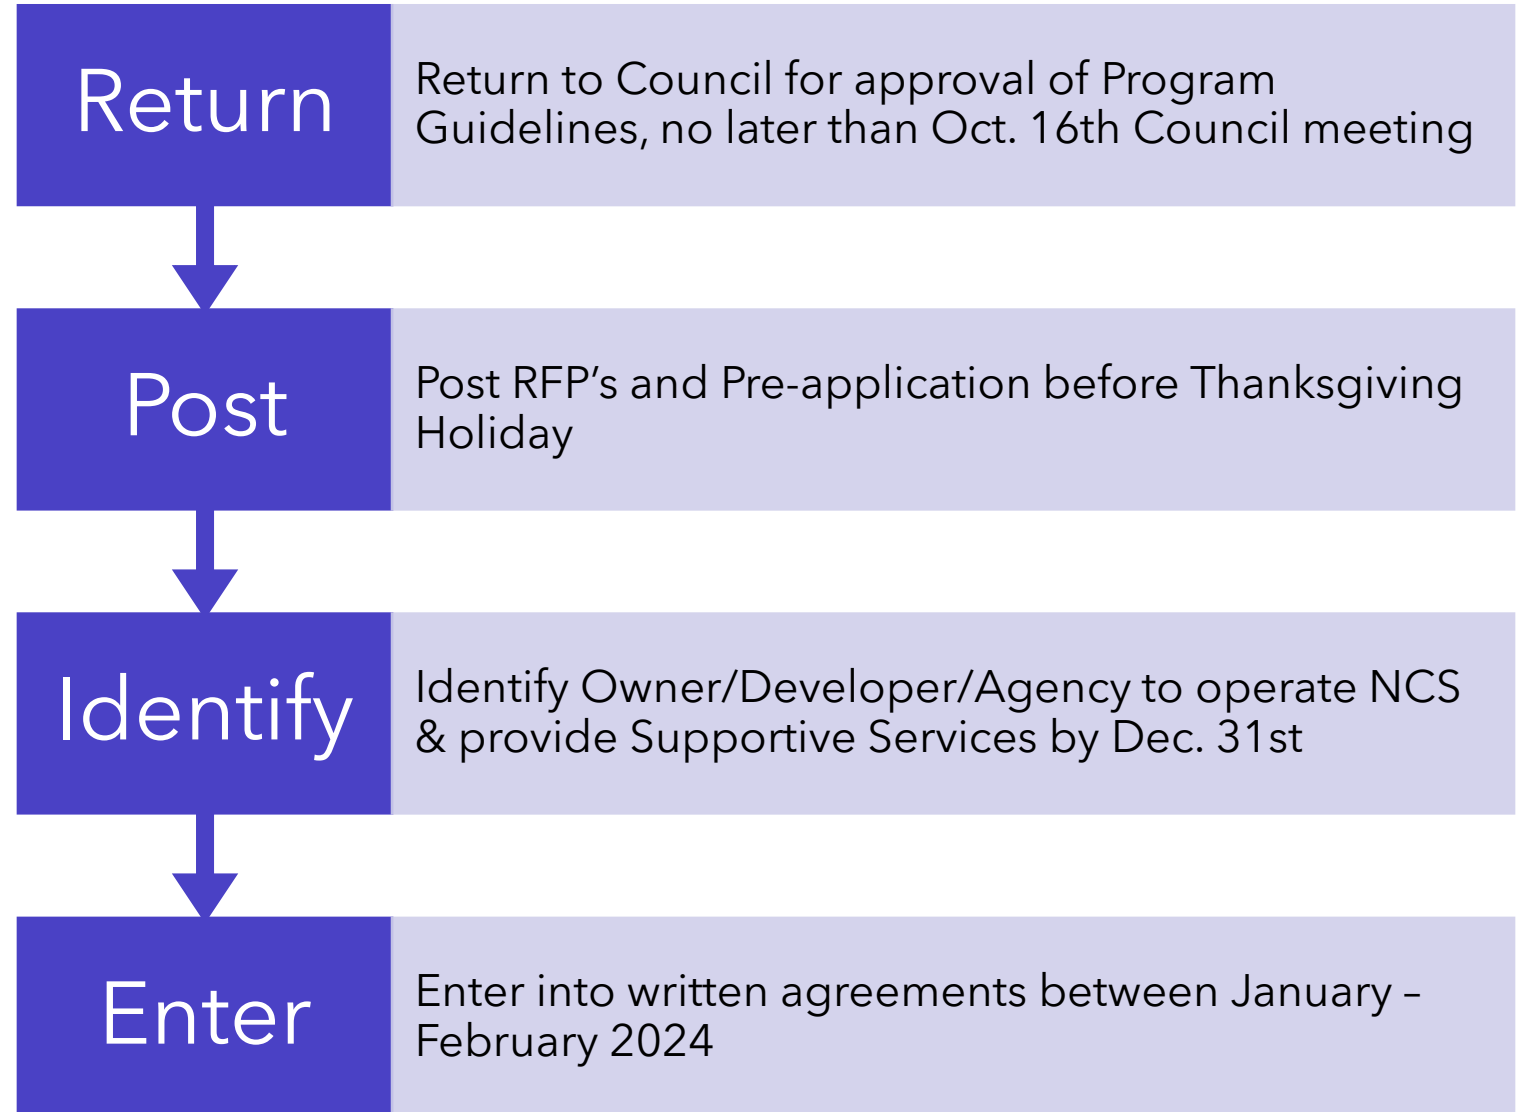 Return
Return to Council for approval of Program
Guidelines, no later than Oct. 16th Council meeting
Post
Post RFP’s and Pre-application before Thanksgiving
Holiday
Identify
Identify Owner/Developer/Agency to operate NCS
& provide Supportive Services by Dec. 31st
Enter
Enter into written agreements between January –
February 2024